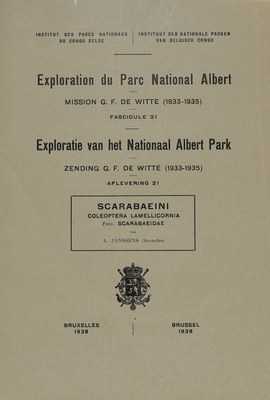 INSTITUT DES PARCS NATIONAUX
DU CONGO BELGE
INSTITUUT DER NATIONALE PARKEN
VAN BELGISCH CONGO
Exploration du Parc National Albert
MISSION G. F. DE WITTE (1933-1935)
FASCICULE 21
Exploratie van het Nationaal Albert Park
ZENDING G. F. DE WITTE (1933-1935)
AFLEVERING 21
SCARABAEINI
COLEOPTERA LAMELLICORNIA
FAM. SCARABAEIDAE
PAR
A. JANSSENS (Bruxelles)
BRUXELLES
1938
BRUSSEL
1938